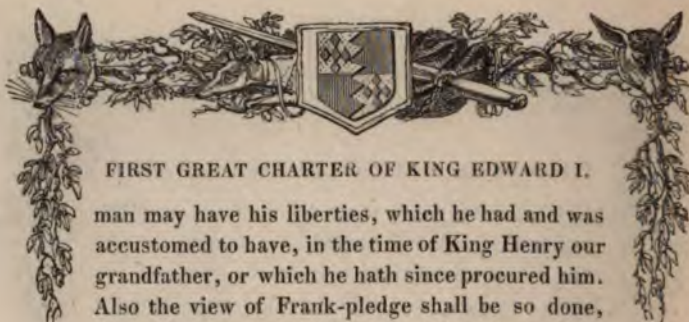 FIRST GREAT CHARTER OF KING EDWARD I.
man may have his liberties, which he had and was
accustomed to have, in the time of King Henry our
grandfather, or which he hath since procured him.
Also the view of Frank-pledge shall be so done,